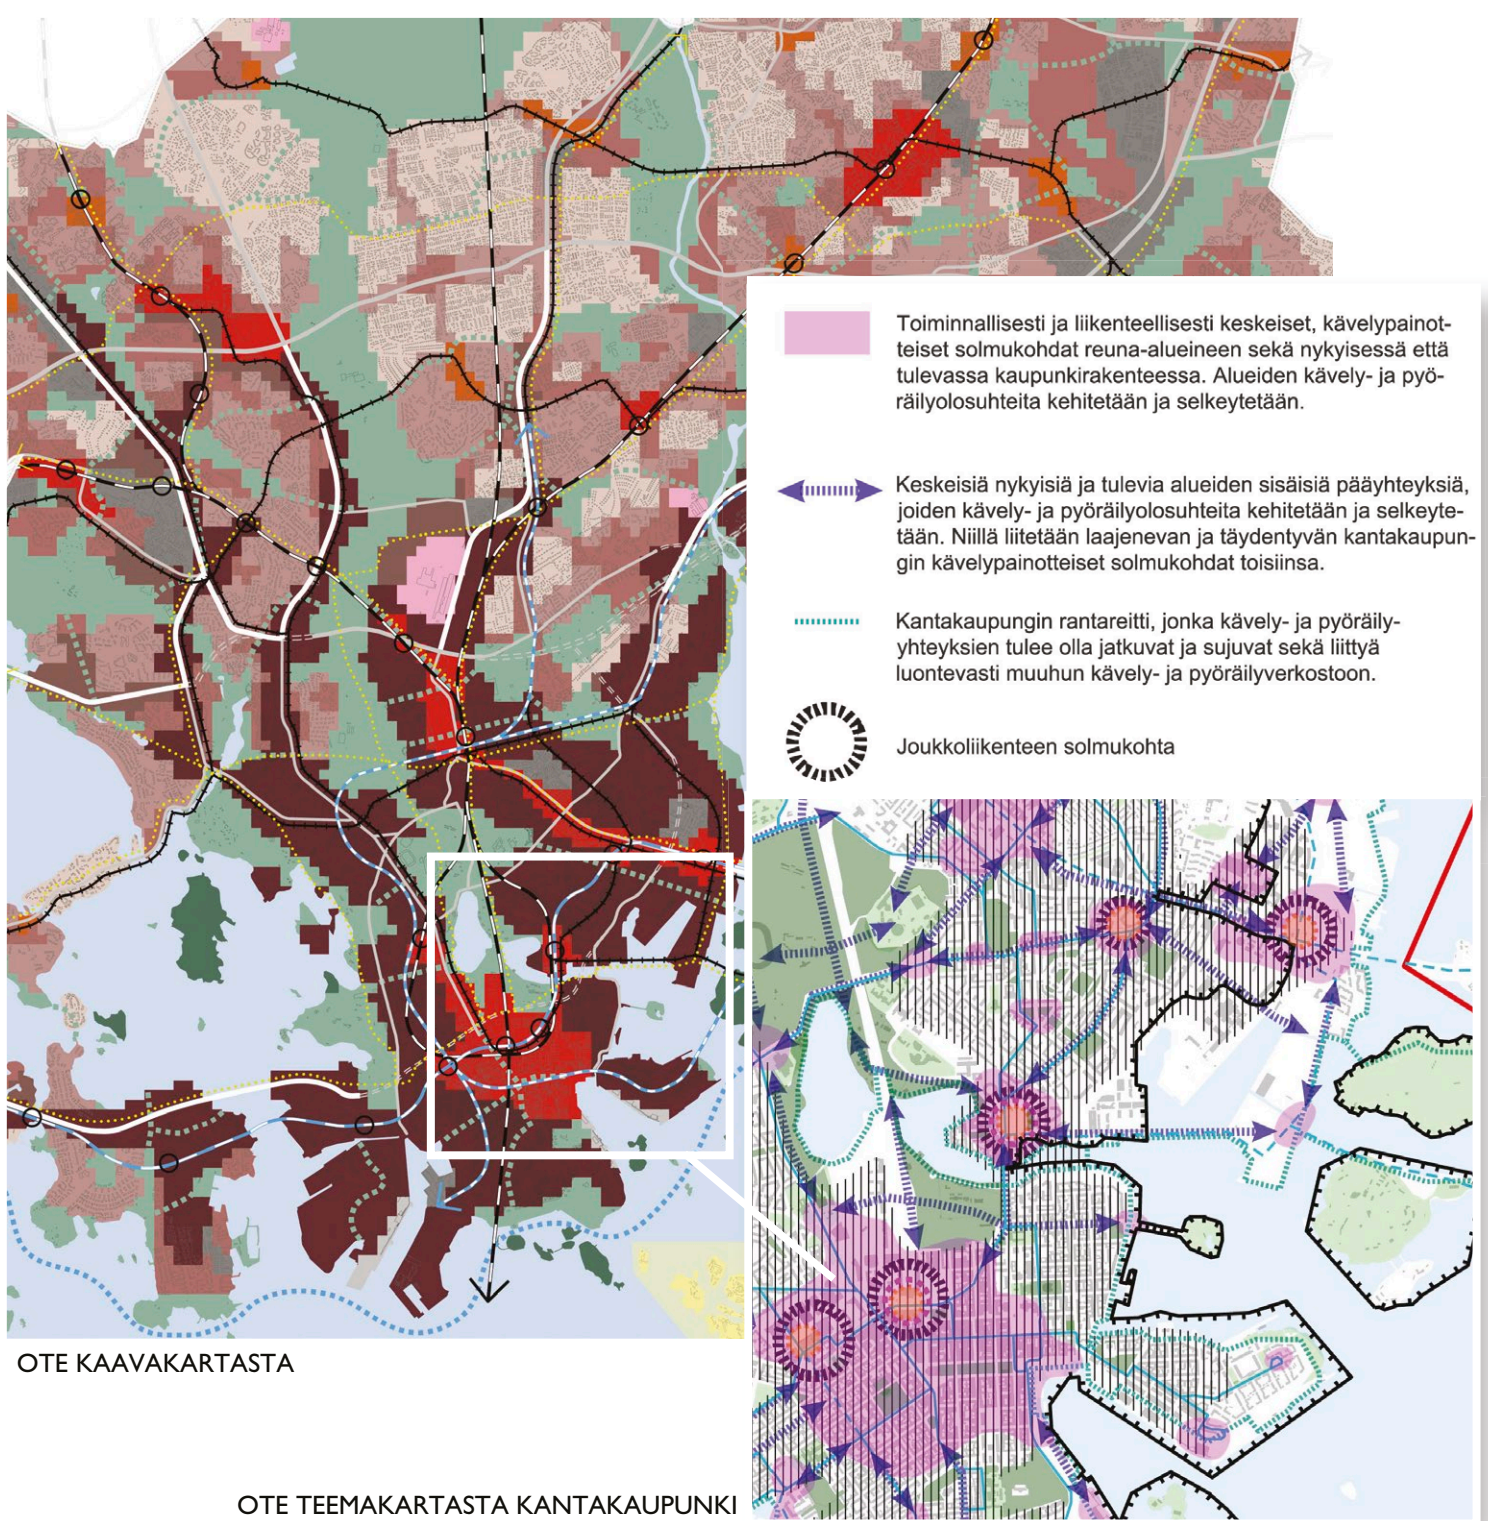 Toiminnallisesti ja liikenteellisesti keskeiset, kävelypainot-
teiset solmukohdat reuna-alueineen sekä nykyisessä että
tulevassa kaupunkirakenteessa. Alueiden kävely- ja pyö-
räilyolosuhteita kehitetään ja selkeytetään.
Keskeisiä nykyisiä ja tulevia alueiden sisäisiä pääyhteyksiä,
joiden kävely- ja pyöräilyolosuhteita kehitetään ja selkeyte-
tään. Niillä liitetään laajenevan ja täydentyvän kantakaupun-
gin kävelypainotteiset solmukohdat toisiinsa.
Kantakaupungin rantareitti, jonka kävely- ja pyöräily-
yhteyksien tulee olla jatkuvat ja sujuvat sekä liittyä
luontevasti muuhun kävely- ja pyöräilyverkostoon.
Joukkoliikenteen solmukohta
OTE KAAVAKARTASTA
OTE TEEMAKARTASTA KANTAKAUPUNKI